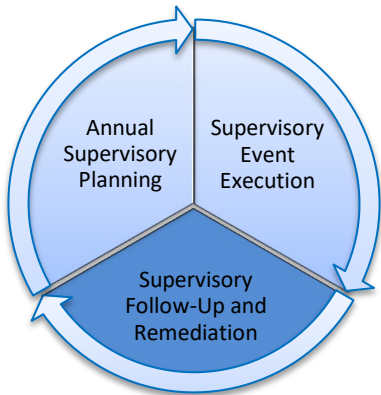 Annual
Supervisory
Planning
Supervisory
Event
Execution
Supervisory
Follow-Up and
Remediation